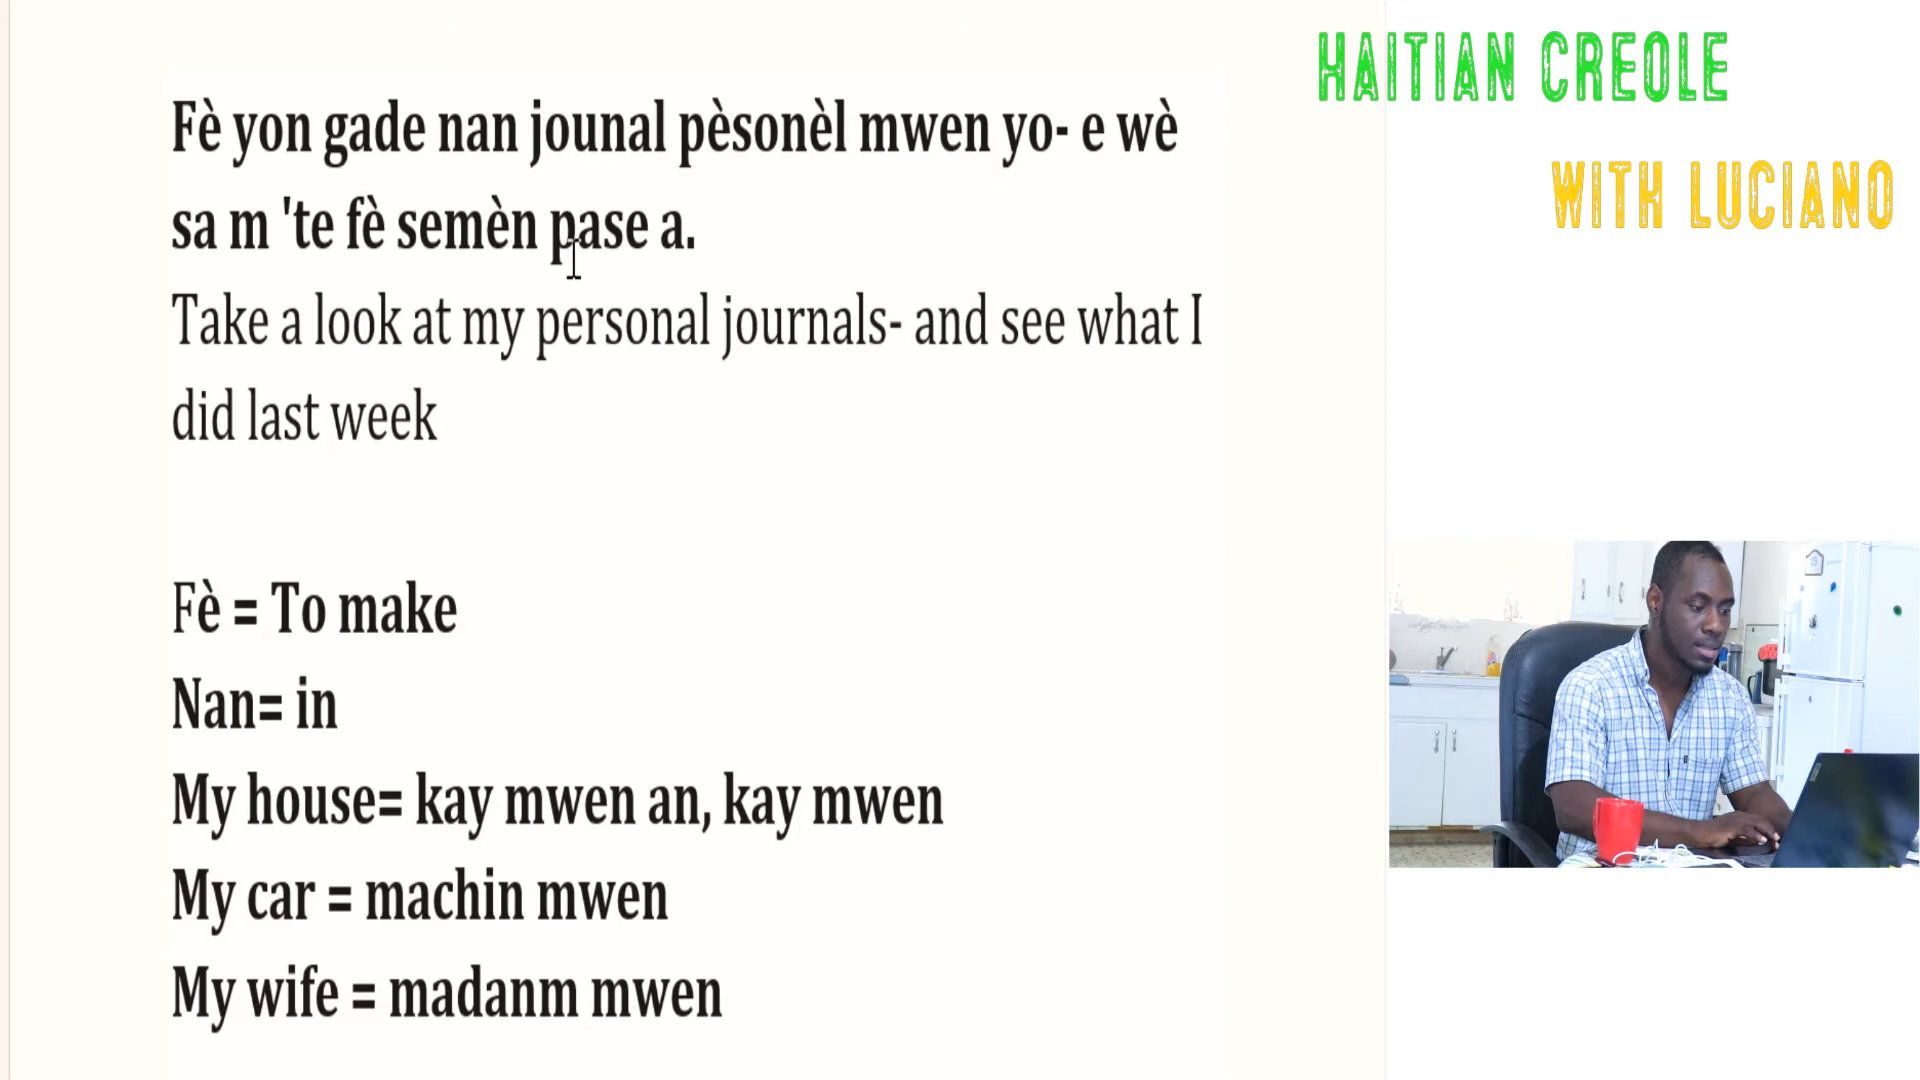 Fè yon gade nan jounal pèsonèl mwen yo- e wè
sa m 'te fè semèn pase a.
Take a look at my personal journals- and see what I
did last week
Fè = To make
Nan= in
My house= kay mwen an, kay mwen
My car = machin mwen
My wife = madanm mwen
HAITIAN CREOLE
WITH LUCIANO